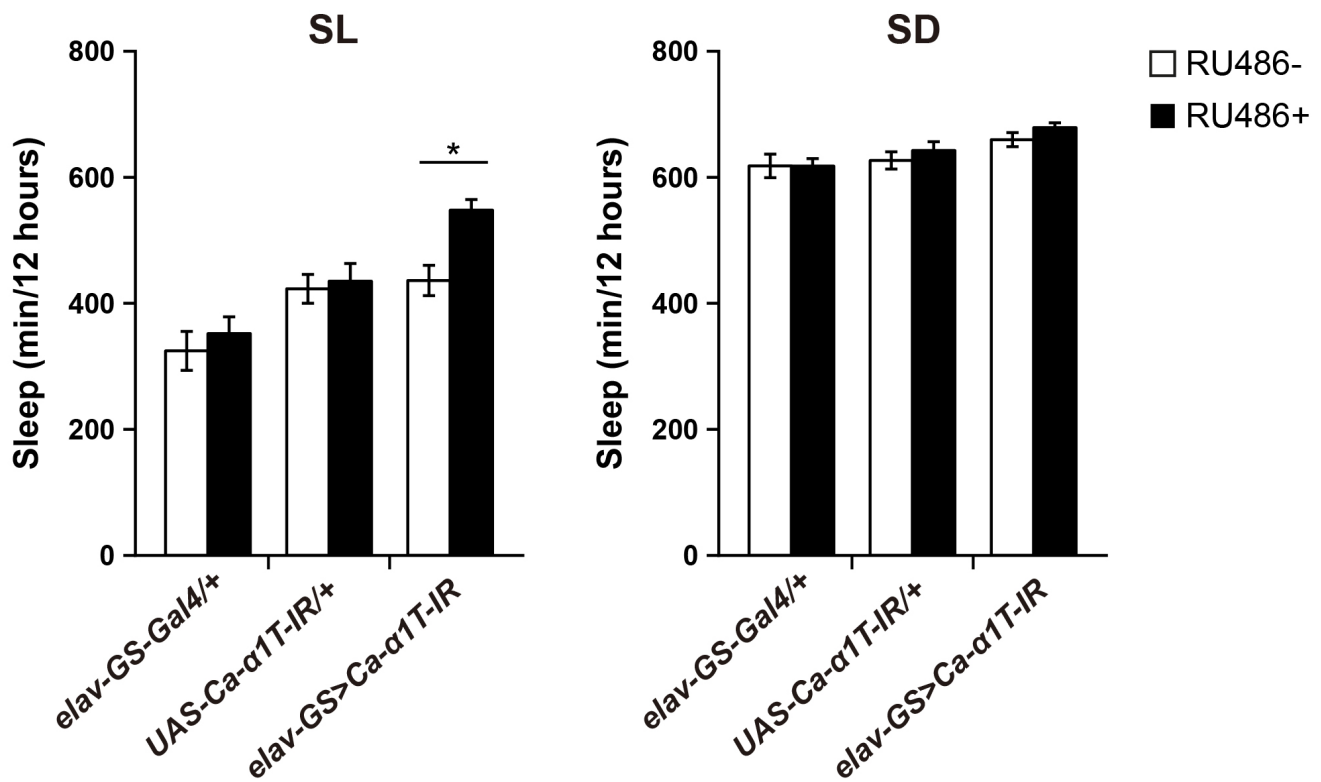 SL
800
600
400
200
0
Sleep (min/12 hours)
*
elav-GS-Gal4/+
UAS-Ca-α1T-IR/+
elav-GS>Ca-α1T-IR
SD
800
600
400
200
0
Sleep (min/12 hours)
elav-GS-Gal4/+
UAS-Ca-α1T-IR/+
elav-GS>Ca-α1T-IR
RU486-
RU486+